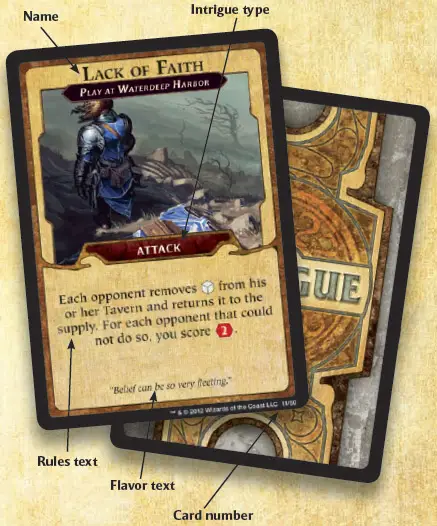 Name
Intrigue type
LACK OF FAITH
PLAY AT WATERDEEP HARBOR
ATTACK
Each opponent removes from his
or her Tavern and returns it to the
supply. For each opponent that could
not do so, you score 2.
"Belief can be so very fleeting."
™ & © 2012 Wizards of the Coast LLC
GUE
Rules text
Flavor text
Card number